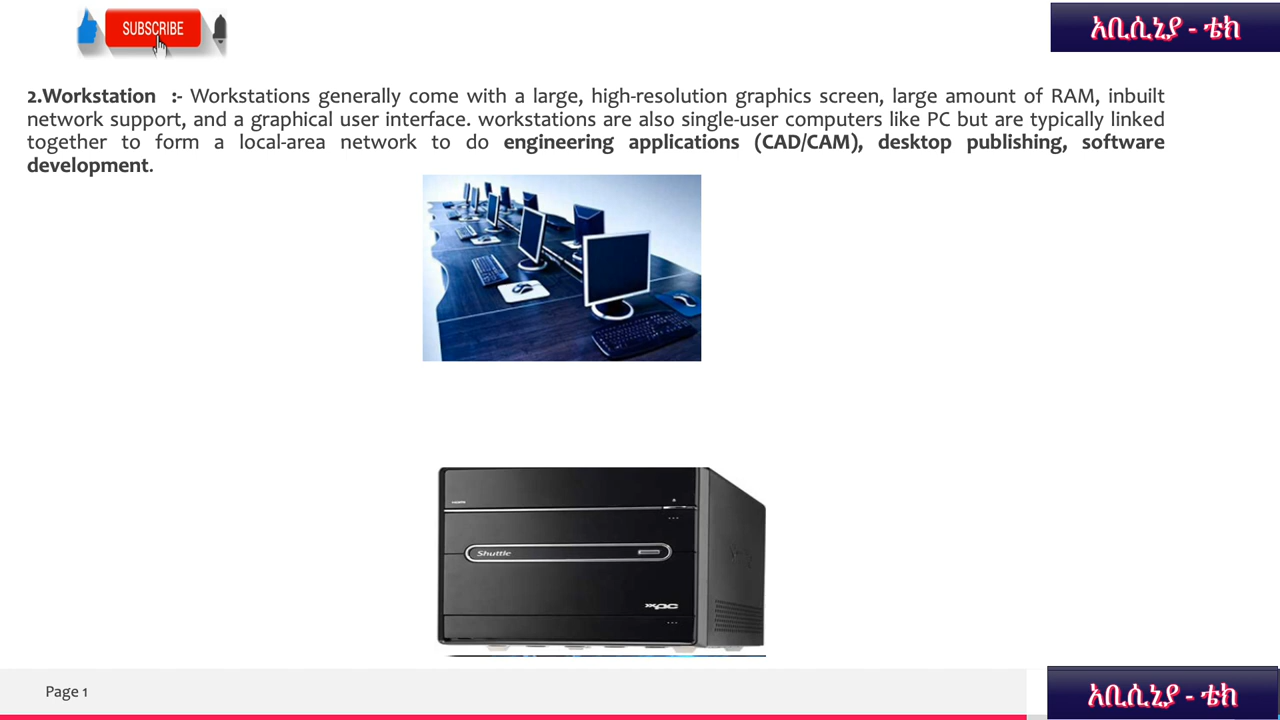 SUBSCRIBE
አቢሲኒያ - ቴክ
2.Workstation :- Workstations generally come with a large, high-resolution graphics screen, large amount of RAM, inbuilt
network support, and a graphical user interface. workstations are also single-user computers like PC but are typically linked
together to form a local-area network to do engineering applications (CAD/CAM), desktop publishing, software
development.
Shuttle
XPC
Page 1
አቢሲኒያ - ቴክ